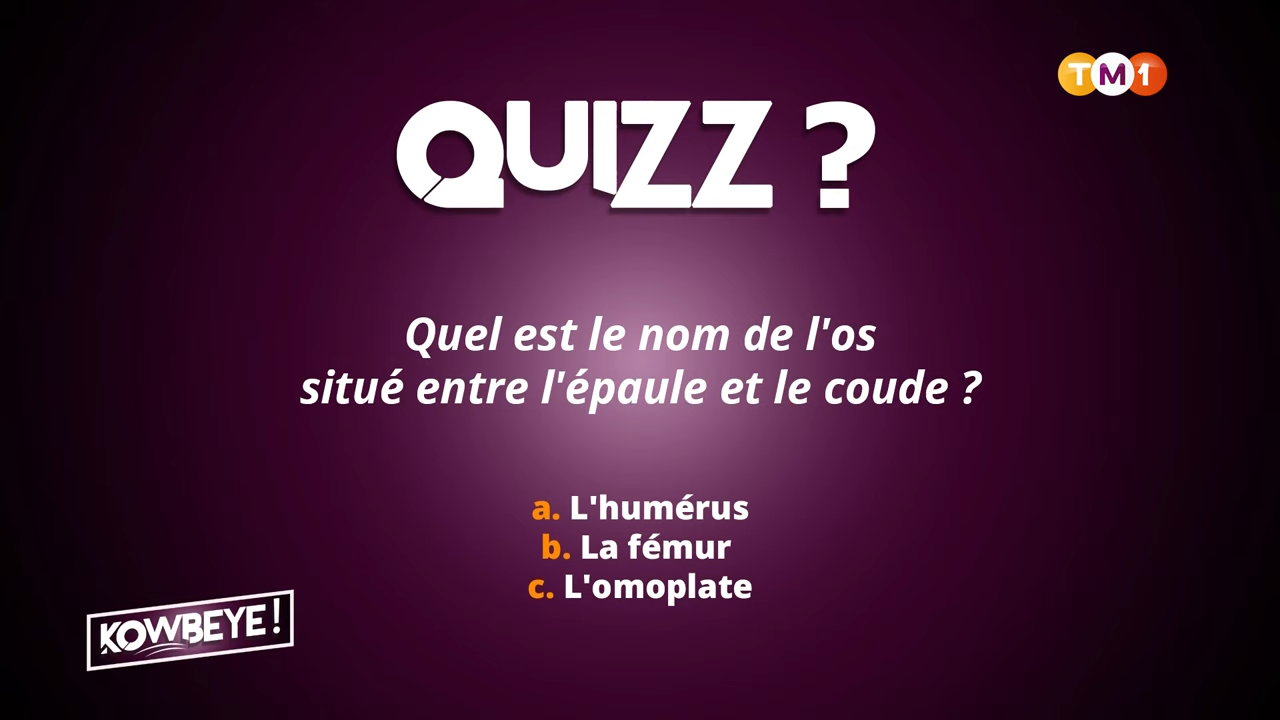 TM1
QUIZZ ?
Quel est le nom de l'os
situé entre l'épaule et le coude ?
a. L'humérus
b. La fémur
c. L'omoplate
KOWBEYE !